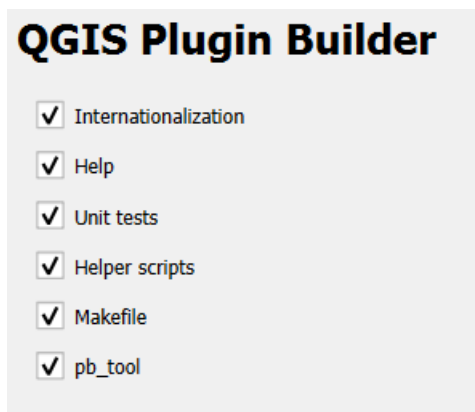 QGIS Plugin Builder
Internationalization
Help
Unit tests
Helper scripts
Makefile
pb_tool